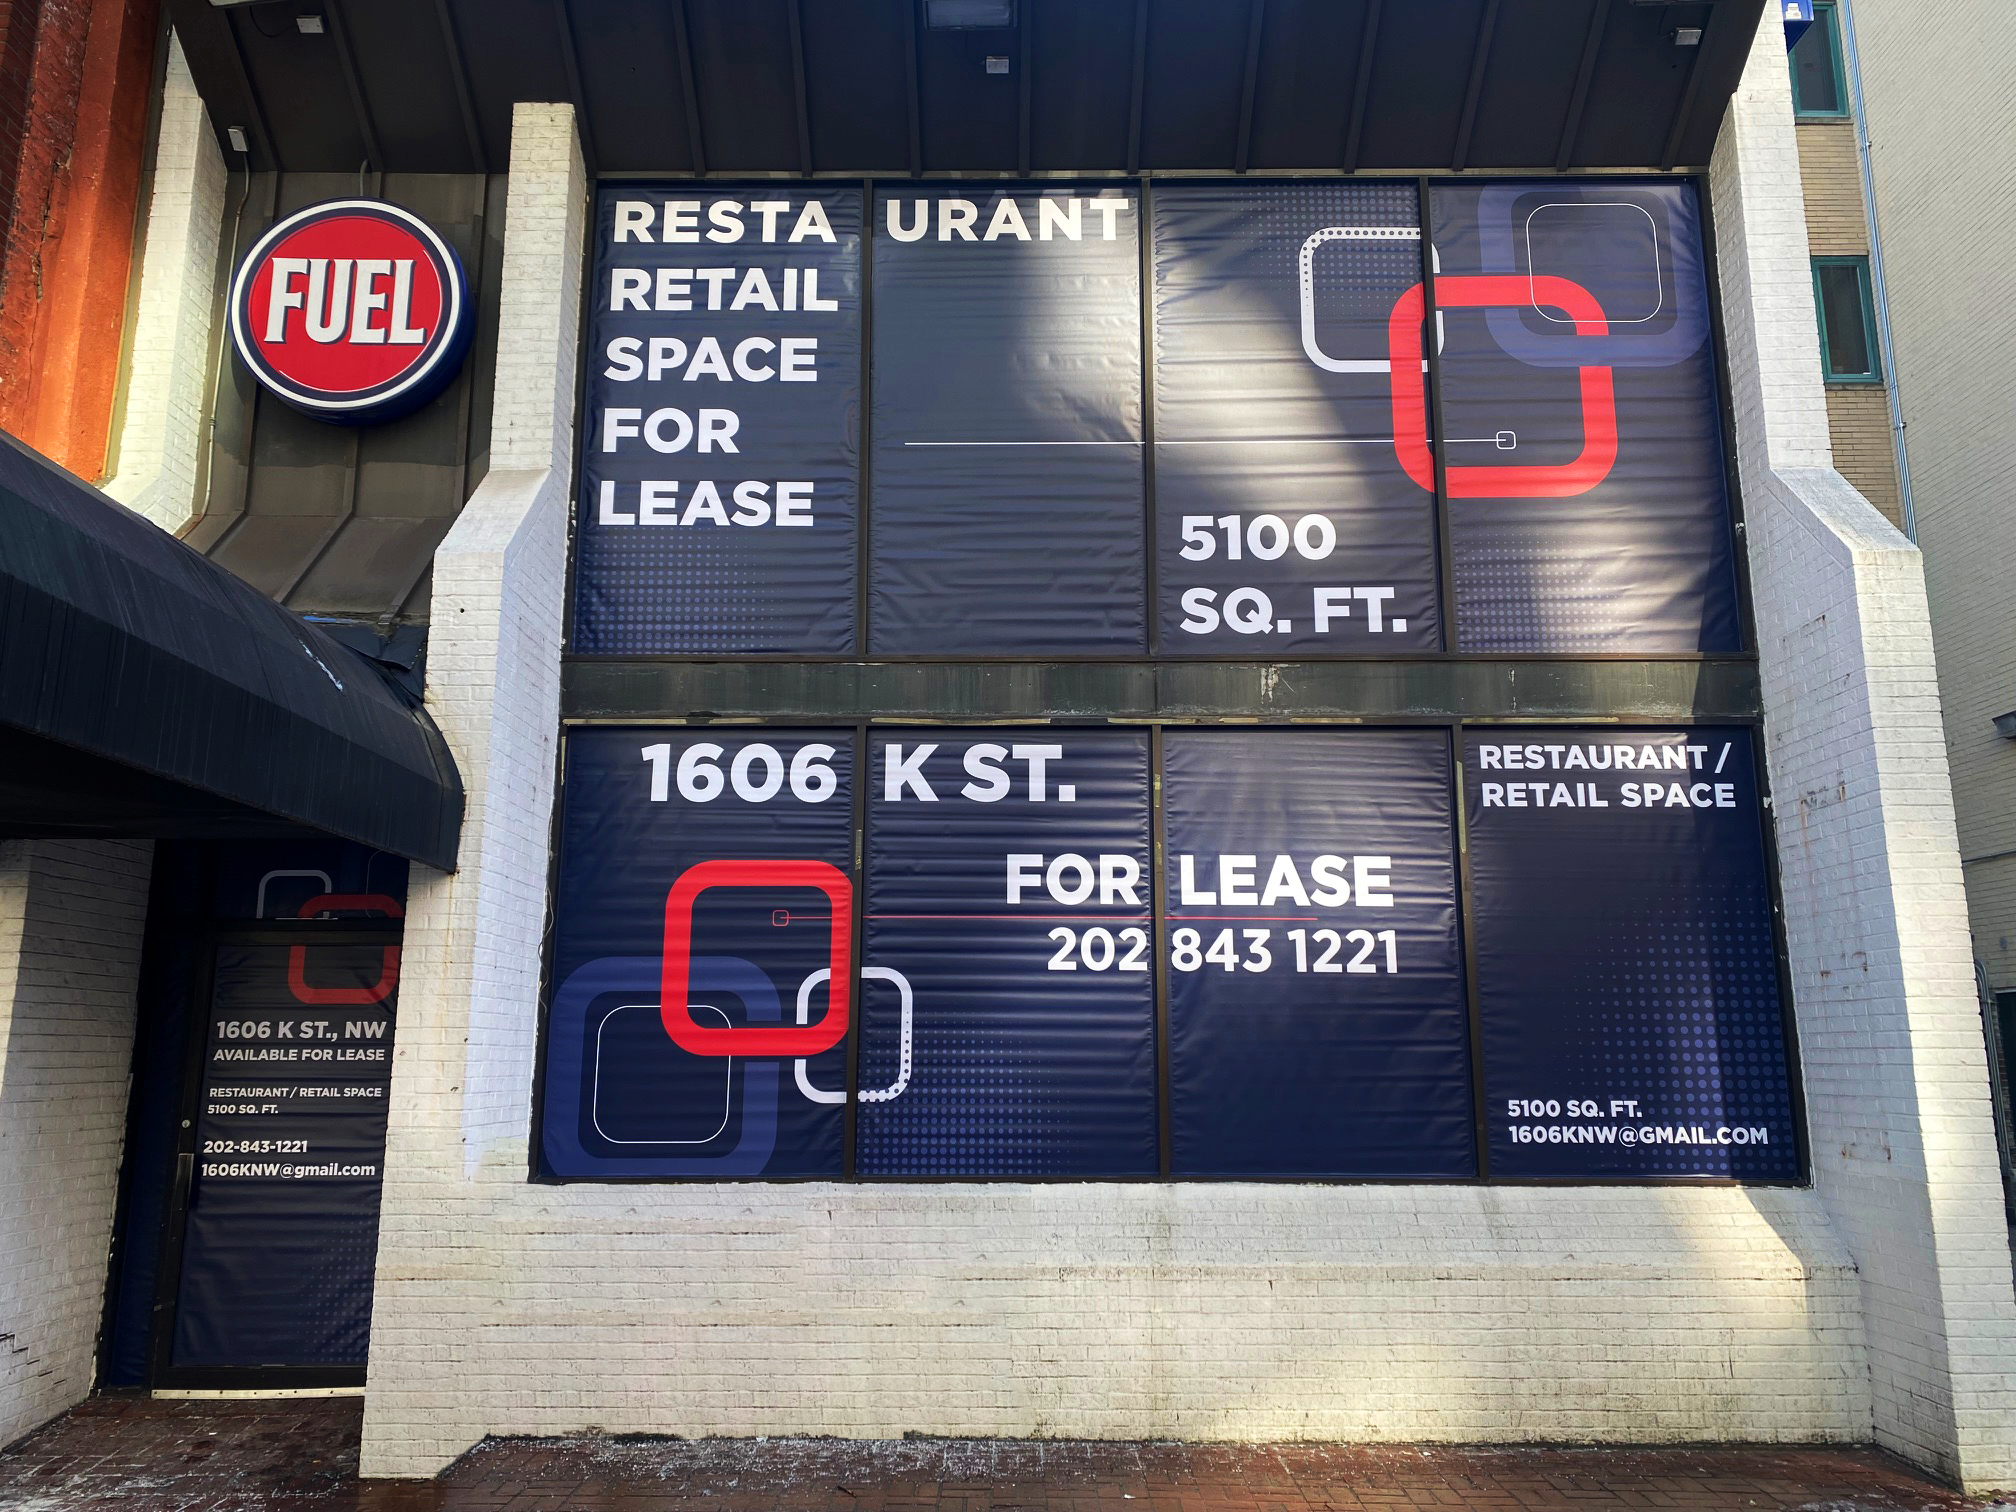 FUEL
RESTA URANT
RETAIL
SPACE
FOR
LEASE
5100
SQ. FT.
1606 K ST.
FOR LEASE
202 843 1221
RESTAURANT /
RETAIL SPACE
5100 SQ. FT.
1606KNW@GMAIL.COM
1606 K ST., NW
AVAILABLE FOR LEASE
RESTAURANT / RETAIL SPACE
5100 SQ. FT.
202-843-1221
1606KNW@gmail.com